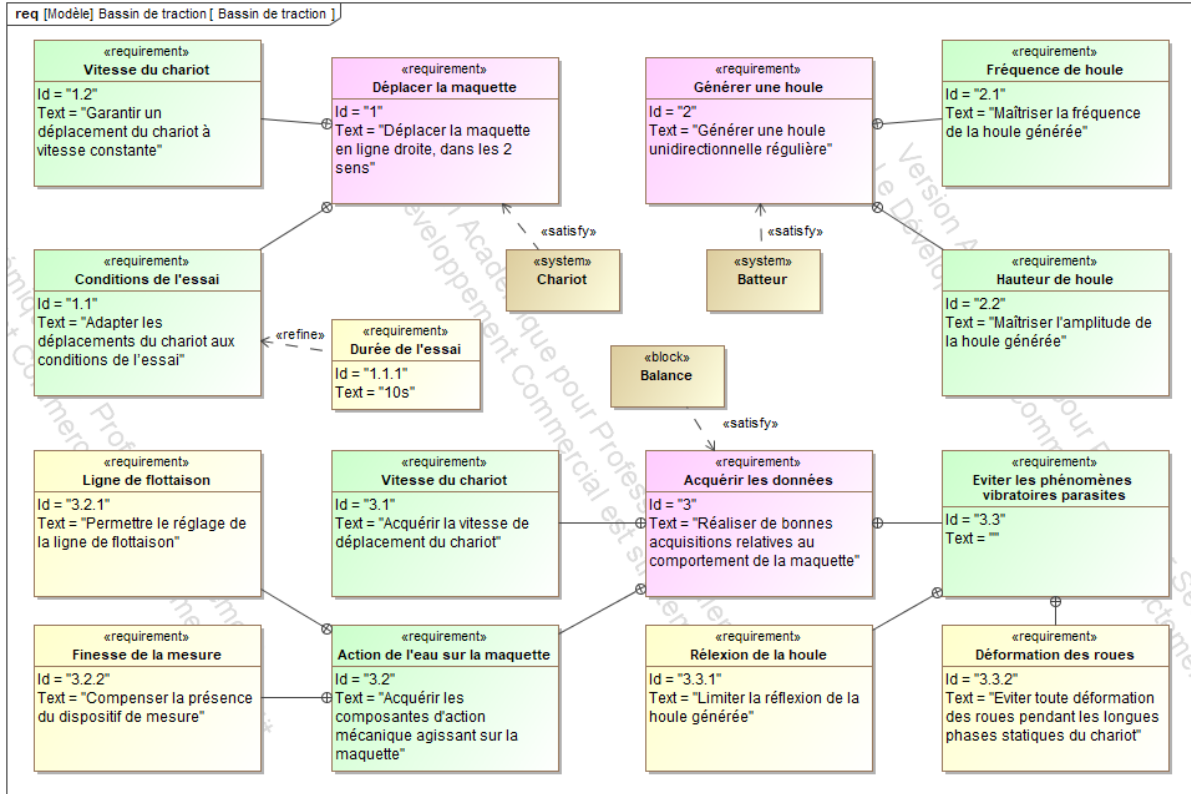 req [Modèle] Bassin de traction [ Bassin de traction ]
«requirement»
Vitesse du chariot
Id = "1.2"
Text = "Garantir un
déplacement du chariot à
vitesse constante"
«requirement»
Déplacer la maquette
Id = "1"
Text = "Déplacer la maquette
en ligne droite, dans les 2
sens"
«requirement»
Générer une houle
Id = "2"
Text = "Générer une houle
unidirectionnelle régulière"
«requirement»
Fréquence de houle
Id = "2.1"
Text = "Maîtriser la fréquence
de la houle générée"
«satisfy»
«satisfy»
«requirement»
Conditions de l'essai
Id = "1.1"
Text = "Adapter les
déplacements du chariot aux
conditions de l'essai"
«refine»
«requirement»
Durée de l'essai
Id = "1.1.1"
Text = "10s"
«system»
Chariot
«system»
Batteur
«requirement»
Hauteur de houle
Id = "2.2"
Text = "Maîtriser l'amplitude de
la houle générée"
«block»
Balance
«satisfy»
«requirement»
Ligne de flottaison
Id = "3.2.1"
Text = "Permettre le réglage de
la ligne de flottaison"
«requirement»
Vitesse du chariot
Id = "3.1"
Text = "Acquérir la vitesse de
déplacement du chariot"
«requirement»
Acquérir les données
Id = "3"
Text = "Réaliser de bonnes
acquisitions relatives au
comportement de la maquette"
«requirement»
Eviter les phénomènes
vibratoires parasites
Id = "3.3"
Text = ""
«requirement»
Finesse de la mesure
Id = "3.2.2"
Text = "Compenser la présence
du dispositif de mesure"
«requirement»
Action de l'eau sur la maquette
Id = "3.2"
Text = "Acquérir les
composantes d'action
mécanique agissant sur la
maquette"
«requirement»
Rélexion de la houle
Id = "3.3.1"
Text = "Limiter la réflexion de la
houle générée"
«requirement»
Déformation des roues
Id = "3.3.2"
Text = "Eviter toute déformation
des roues pendant les longues
phases statiques du chariot"